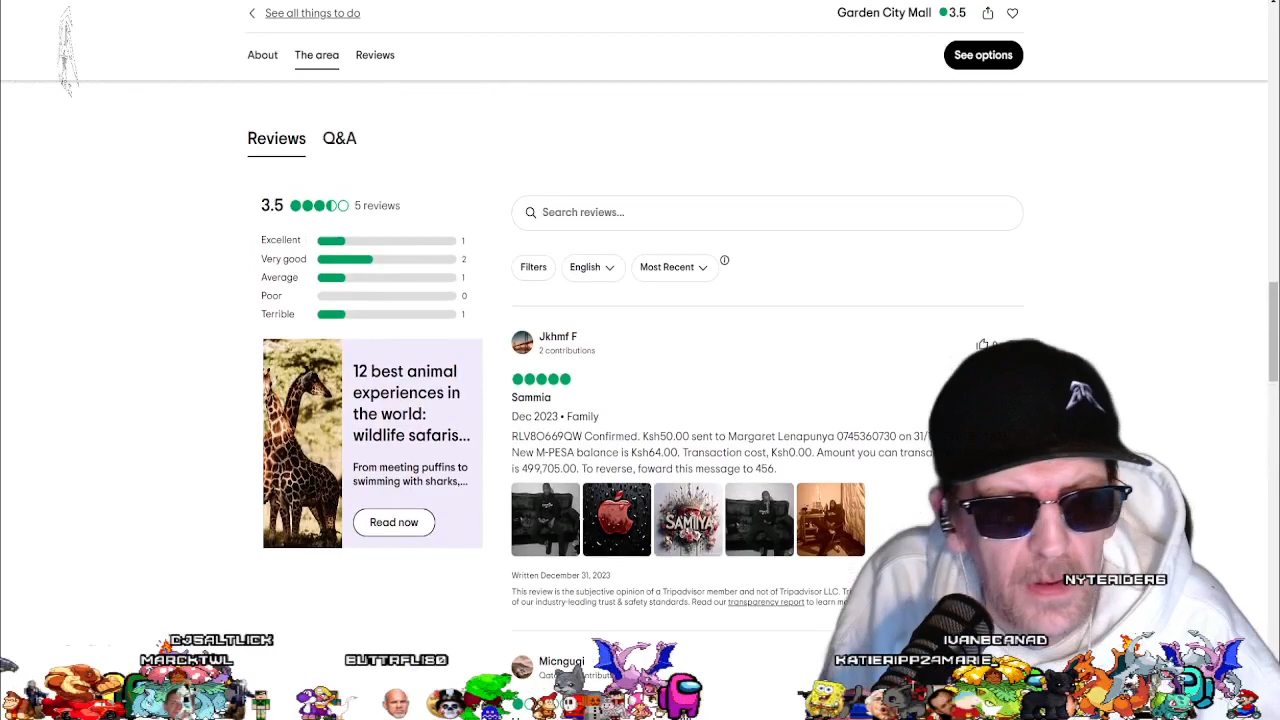 See all things to do
Garden City Mall 3.5
About The area Reviews
See options
Reviews Q&A
3.5 5 reviews
Search reviews...
Excellent 1
Very good 2
Average 1
Poor 0
Terrible 1
Filters English Most Recent
12 best animal
experiences in
the world:
wildlife safaris...
From meeting puffins to
swimming with sharks,...
Read now
Jkhmf F
2 contributions
Sammia
Dec 2023 • Family
RLV8O669QW Confirmed. Ksh50.00 sent to Margaret Lenapunya 0745360730 on 31/
New M-PESA balance is Ksh64.00. Transaction cost, Ksh0.00. Amount you can
is 499,705.00. To reverse, foward this message to 456.
SAMIYA
Written December 31, 2023
This review is the subjective opinion of a Tripadvisor member and not of Tripadvisor LLC.
of our industry-leading trust & safety standards. Read our transparency report to learn
Micngugi
NYTERIDER6
DJSALTLICK
MARCKTWL
IVANECANAD